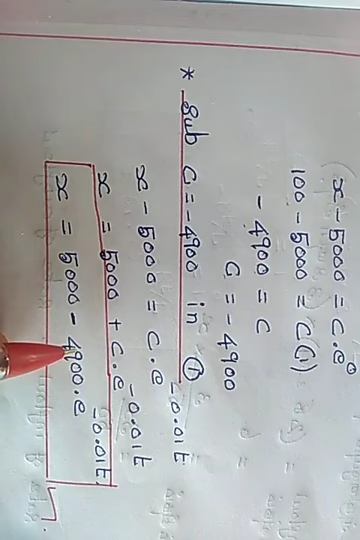 x - 5000 = c.e⁰
100 - 5000 = c(1)
- 4900 = c
c = - 4900
* Sub c = -4900 in ①
x - 5000 = c.e^-0.01t
x = 5000 + c.e^-0.01t
x = 5000 - 4900.e^-0.01t.